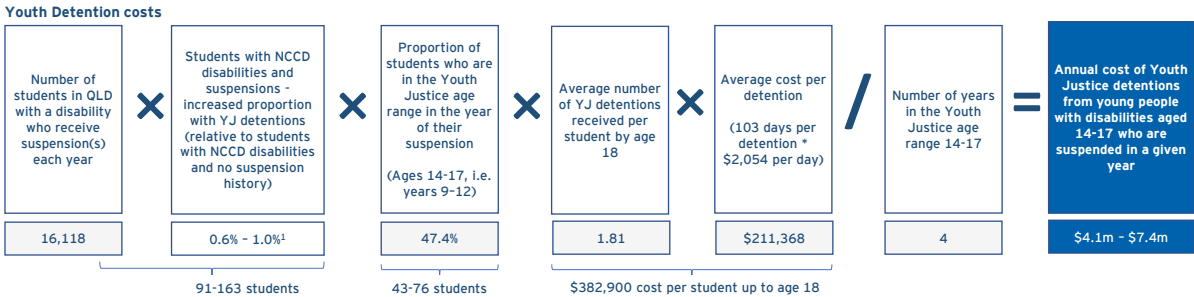 Youth Detention costs
Number of
students in QLD
with a disability
who receive
suspension(s)
each year
×
Students with NCCD
disabilities and
suspensions -
increased proportion
with YJ detentions
(relative to students
with NCCD disabilities
and no suspension
history)
×
Proportion of
students who are
in the Youth
Justice age
range in the year
of their
suspension
(Ages 14-17, i.e.
years 9–12)
×
Average number
of YJ detentions
received per
student by age
18
×
Average cost per
detention
(103 days per
detention *
$2,054 per day)
/
Number of years
in the Youth
Justice age
range 14-17
=
Annual cost of Youth
Justice detentions
from young people
with disabilities aged
14-17 who are
suspended in a given
year
16,118
0.6% – 1.0%¹
47.4%
1.81
$211,368
4
$4.1m – $7.4m
91-163 students
43-76 students
$382,900 cost per student up to age 18